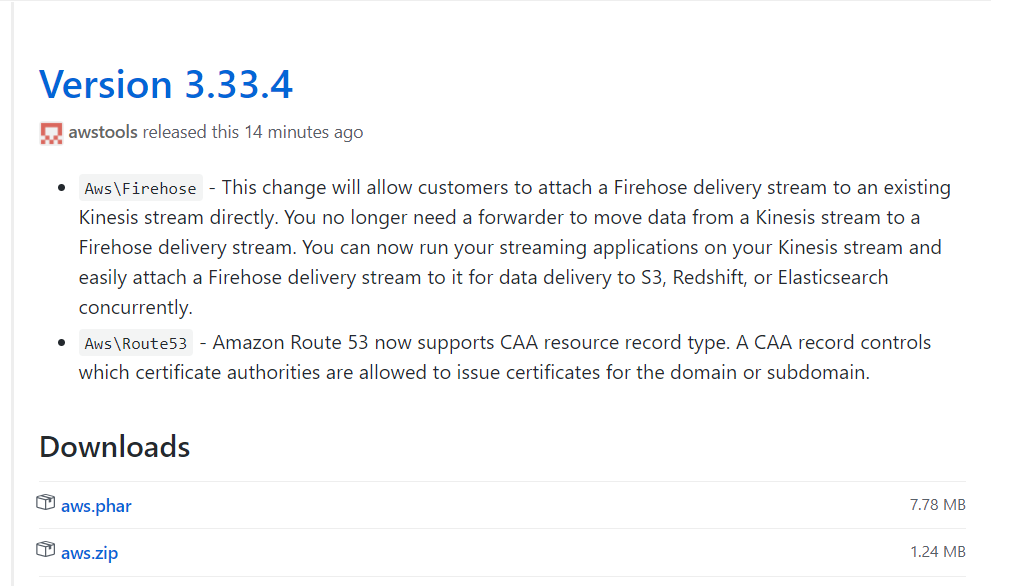 Version 3.33.4
awstools released this 14 minutes ago
Aws\Firehose - This change will allow customers to attach a Firehose delivery stream to an existing
Kinesis stream directly. You no longer need a forwarder to move data from a Kinesis stream to a
Firehose delivery stream. You can now run your streaming applications on your Kinesis stream and
easily attach a Firehose delivery stream to it for data delivery to S3, Redshift, or Elasticsearch
concurrently.
Aws\Route53 - Amazon Route 53 now supports CAA resource record type. A CAA record controls
which certificate authorities are allowed to issue certificates for the domain or subdomain.
Downloads
aws.phar 7.78 MB
aws.zip 1.24 MB